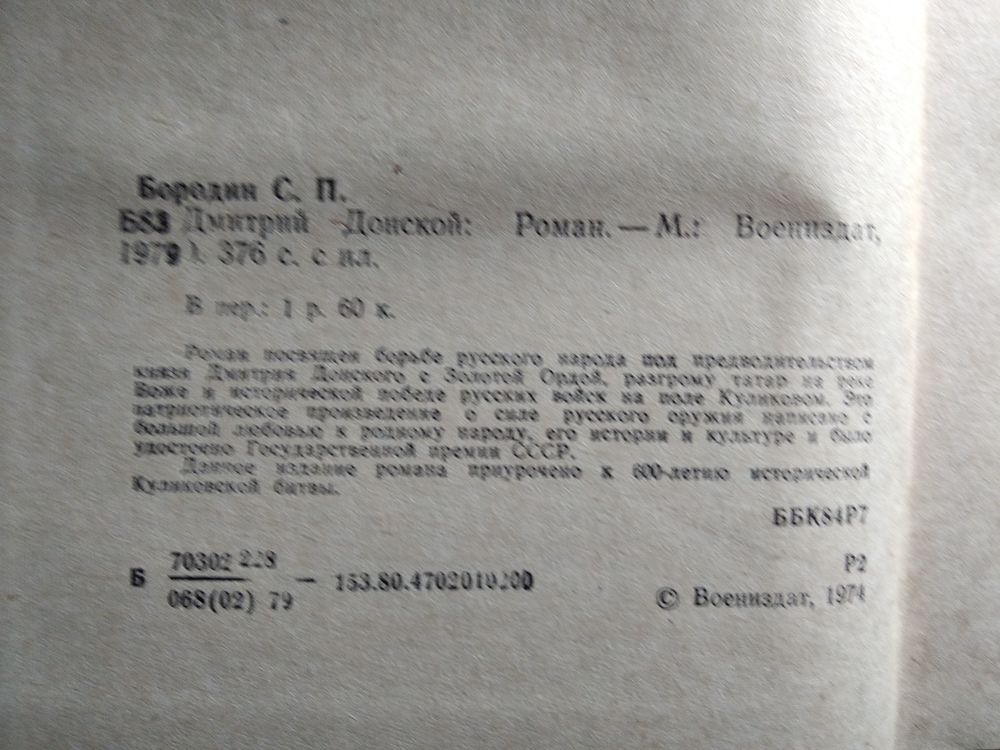 Бородин С. П.
Б83 Дмитрий Донской: Роман. — М.: Воениздат,
1979 376 с. с ил.
В пер.: 1 р. 60 к.
Роман посвящен борьбе русского народа под предводительством
князя Дмитрия Донского с Золотой Ордой, разгрому татар на реке
Воже и исторической победе русских войск на поле Куликовом. Это
патриотическое произведение о силе русского оружия написано с
большой любовью к родному народу, его истории и культуре и было
удостоено Государственной премии СССР.
Данное издание романа приурочено к 600-летию исторической
Куликовской битвы.
ББК84Р7
Б 70302 228
068(02) 79 — 153.80.4702010200
Р2
© Воениздат, 1974